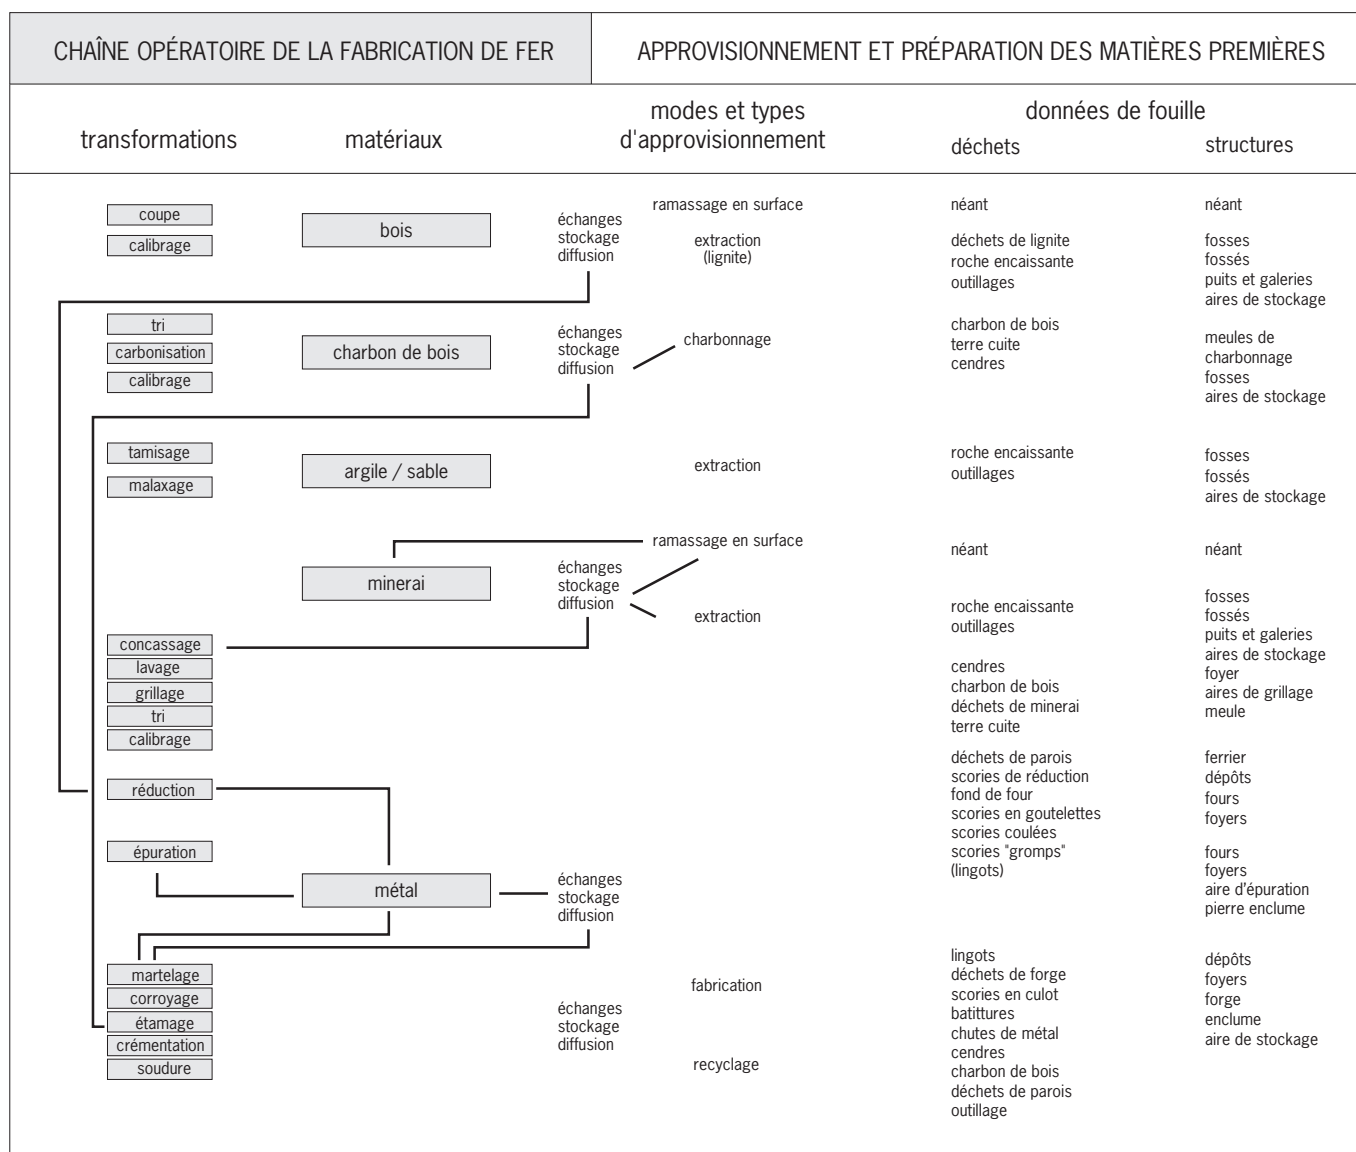 CHAÎNE OPÉRATOIRE DE LA FABRICATION DE FER
APPROVISIONNEMENT ET PRÉPARATION DES MATIÈRES PREMIÈRES
transformations
matériaux
modes et types
d'approvisionnement
données de fouille
déchets
structures
coupe
calibrage
bois
échanges
stockage
diffusion
ramassage en surface
extraction
(lignite)
néant
déchets de lignite
roche encaissante
outillages
néant
fosses
fossés
puits et galeries
aires de stockage
tri
carbonisation
calibrage
charbon de bois
échanges
stockage
diffusion
charbonnage
charbon de bois
terre cuite
cendres
meules de
charbonnage
fosses
aires de stockage
tamisage
malaxage
argile / sable
extraction
roche encaissante
outillages
fosses
fossés
aires de stockage
minerai
échanges
stockage
diffusion
ramassage en surface
extraction
néant
roche encaissante
outillages
néant
fosses
fossés
puits et galeries
aires de stockage
foyer
aires de grillage
meule
concassage
lavage
grillage
tri
calibrage
cendres
charbon de bois
déchets de minerai
terre cuite
réduction
épuration
métal
échanges
stockage
diffusion
déchets de parois
scories de réduction
fond de four
scories en goutelettes
scories coulées
scories "gromps"
(lingots)
ferrier
dépôts
fours
foyers
fours
foyers
aire d'épuration
pierre enclume
martelage
corroyage
étamage
crémentation
soudure
échanges
stockage
diffusion
fabrication
recyclage
lingots
déchets de forge
scories en culot
batittures
chutes de métal
cendres
charbon de bois
déchets de parois
outillage
dépôts
foyers
forge
enclume
aire de stockage